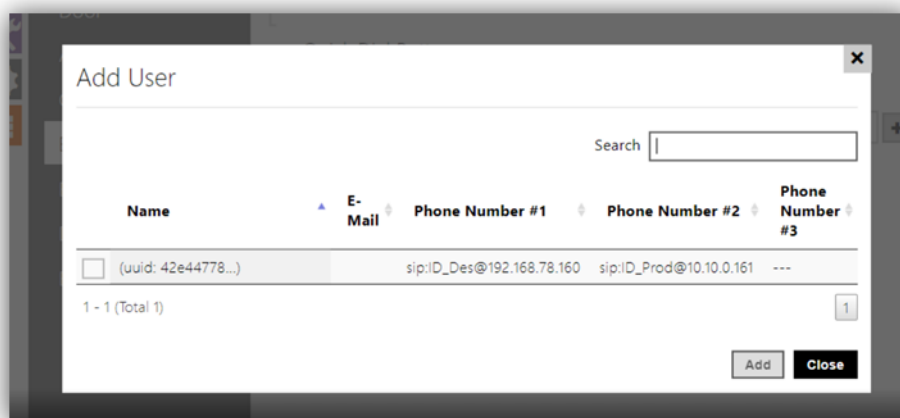 Door
Add User
Search
Name E-Mail Phone Number #1 Phone Number #2 Phone Number #3
(uuid: 42e44778...) sip:ID_Des@192.168.78.160 sip:ID_Prod@10.10.0.161 ---
1 - 1 (Total 1) 1
Add Close